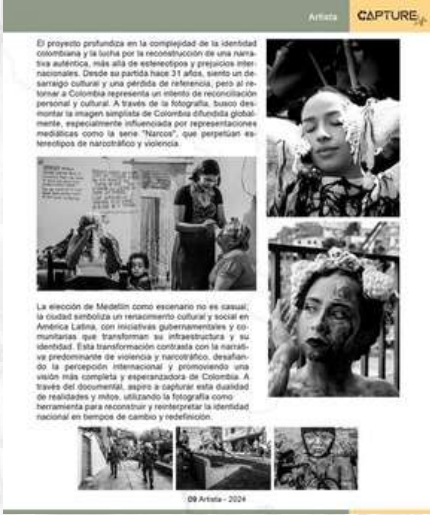 Artista
CAPTURE
El proyecto profundiza en la complejidad de la identidad
colombiana y la lucha por la reconstrucción de una narra-
tiva auténtica, más allá de estereotipos y prejuicios inter-
nacionales. Desde su partida hace 31 años, siento un de-
sarraigo cultural y una pérdida de referencia, pero al re-
tornar a Colombia representa un intento de reconciliación
personal y cultural. A través de la fotografía, busco des-
montar la imagen simplista de Colombia difundida global-
mente, especialmente influenciada por representaciones
mediáticas como la serie "Narcos", que perpetúan es-
tereotipos de narcotráfico y violencia.
La elección de Medellín como escenario no es casual;
la ciudad simboliza un renacimiento cultural y social en
América Latina, con iniciativas gubernamentales y co-
munitarias que transforman su infraestructura y su
identidad. Esta transformación contrasta con la narrati-
va predominante de violencia y narcotráfico, desafian-
do la percepción internacional y promoviendo una
visión más completa y esperanzadora de Colombia. A
través del documental, aspiro a capturar esta dualidad
de realidades y mitos, utilizando la fotografía como
herramienta para reconstruir y reinterpretar la identidad
nacional en tiempos de cambio y redefinición.
09 Artista - 2024